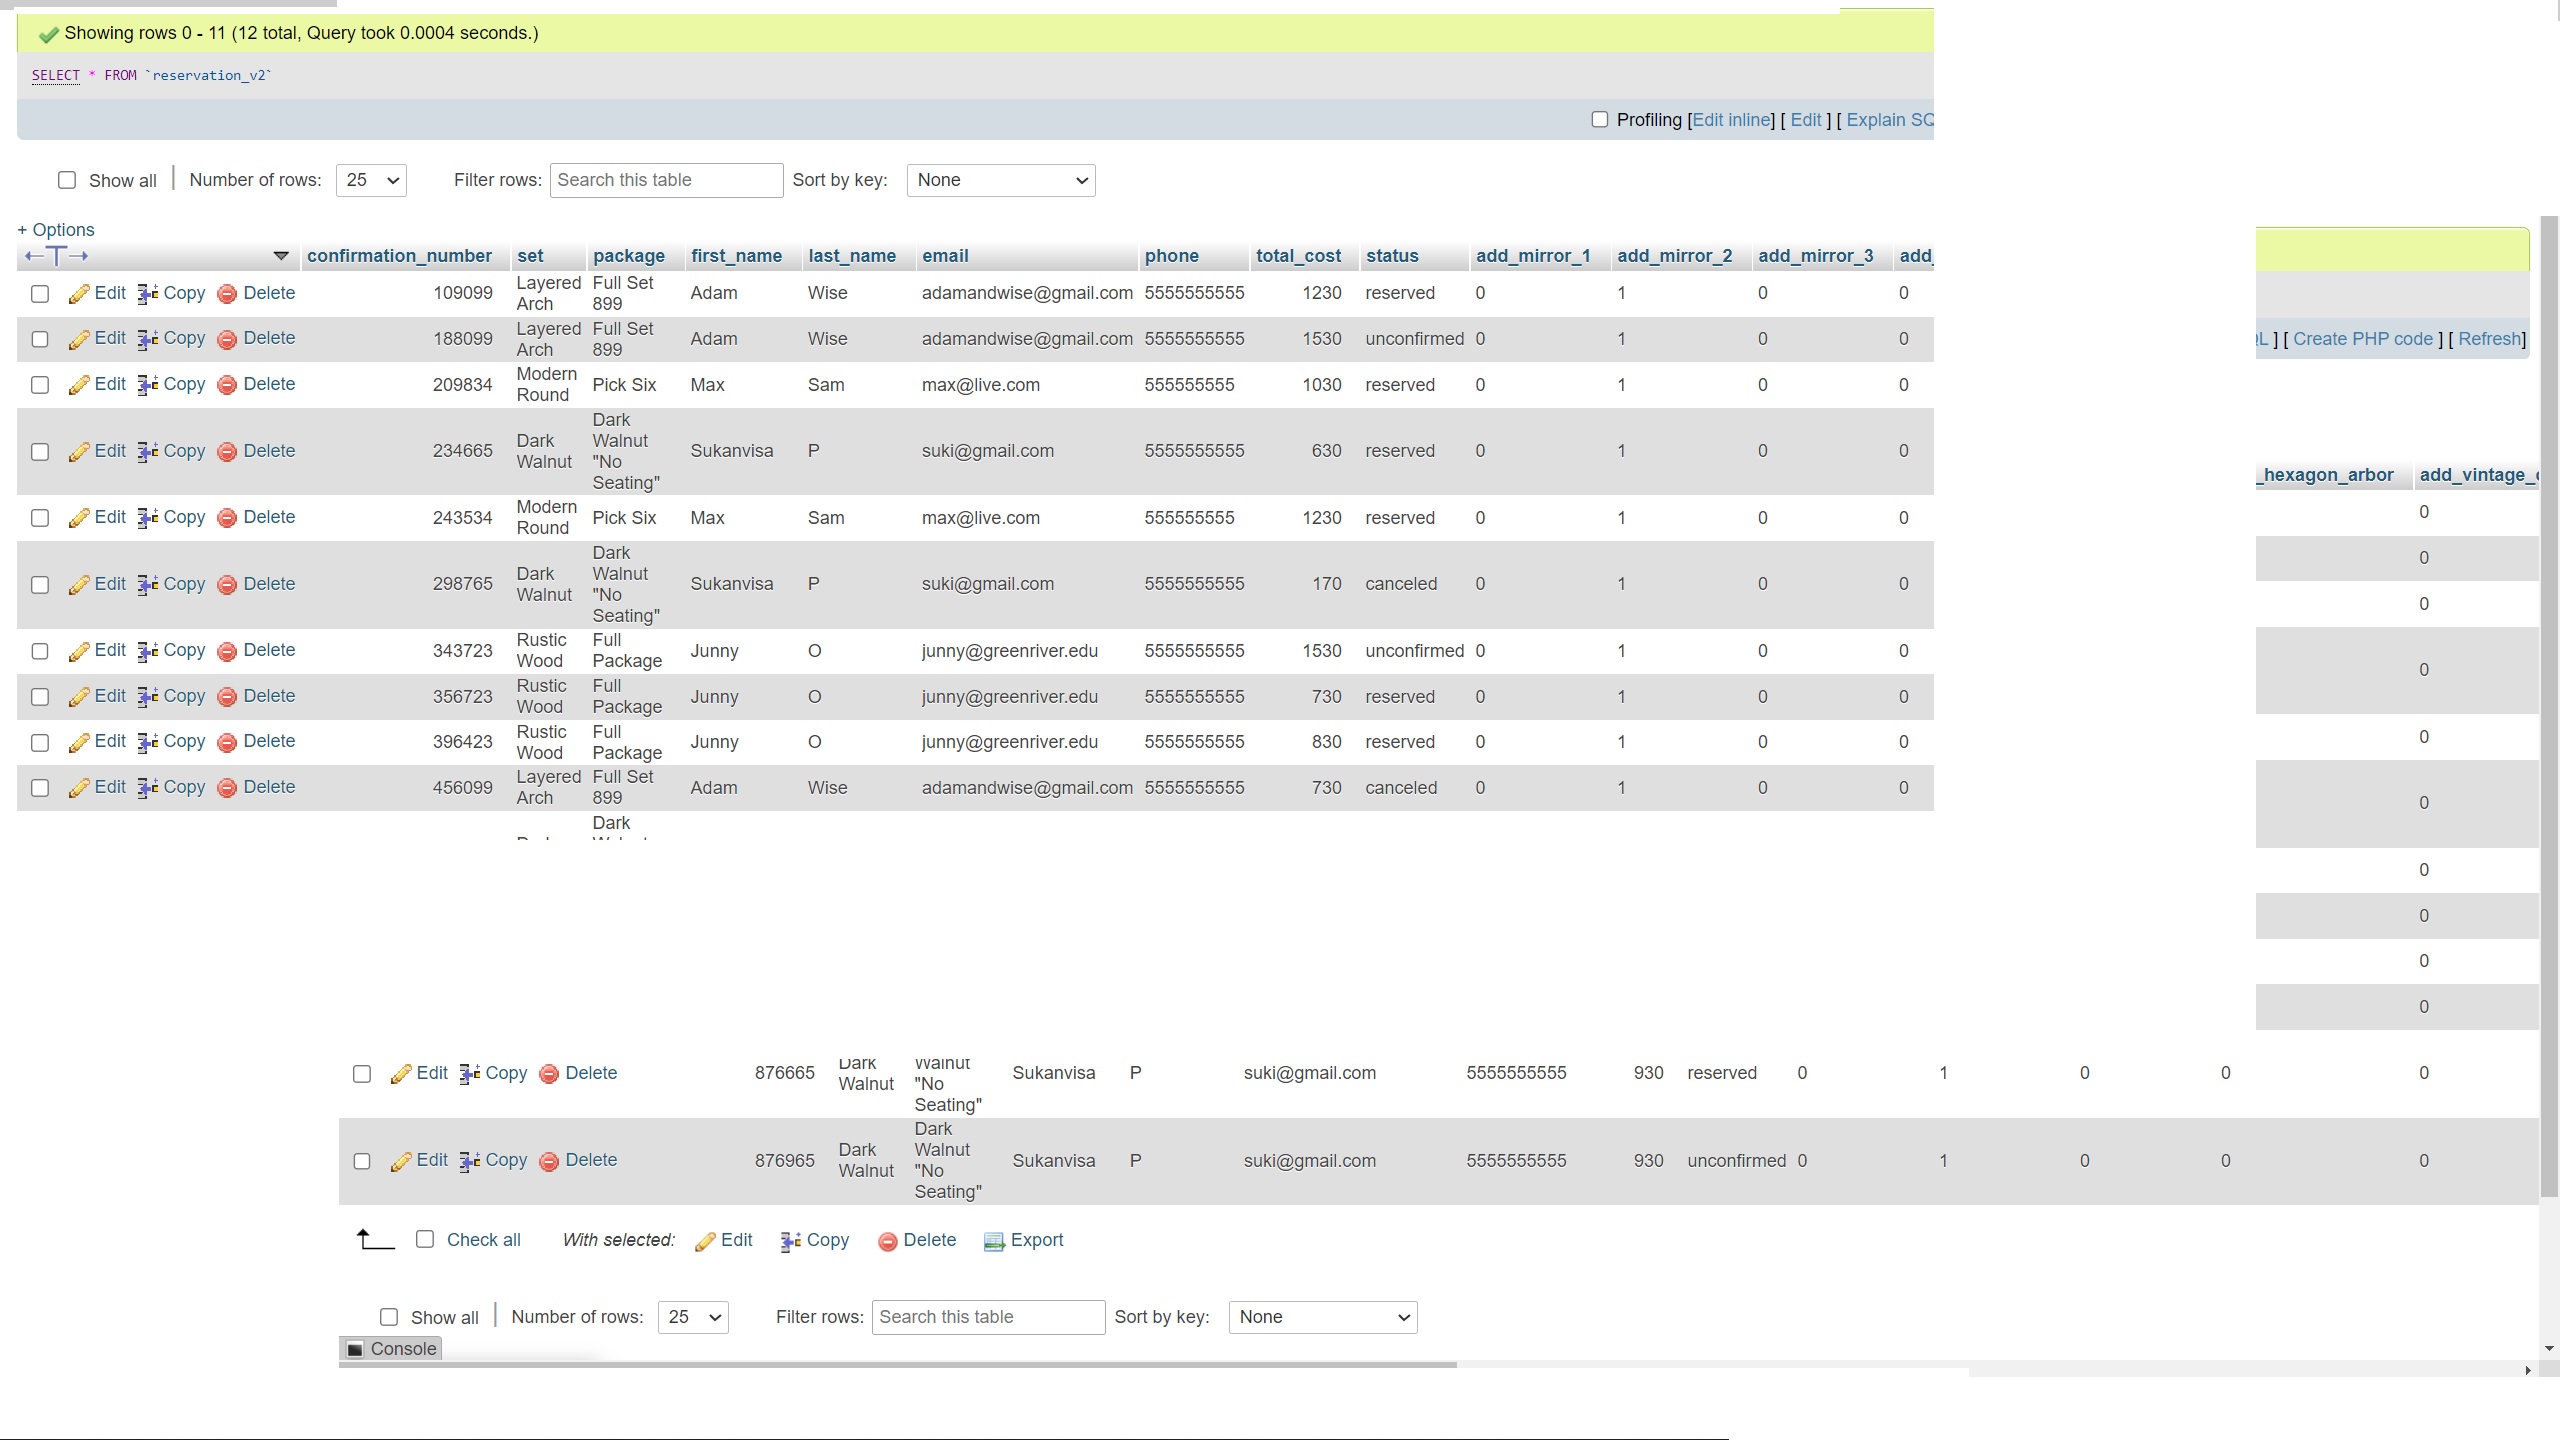 Showing rows 0 - 11 (12 total, Query took 0.0004 seconds.)
SELECT * FROM `reservation_v2`
Profiling [Edit inline] [ Edit ] [ Explain SQ
Show all | Number of rows: 25 Filter rows: Search this table Sort by key: None
+ Options
confirmation_number set package first_name last_name email phone total_cost status add_mirror_1 add_mirror_2 add_mirror_3 add_
Edit Copy Delete 109099 Layered Arch Full Set 899 Adam Wise adamandwise@gmail.com 5555555555 1230 reserved 0 1 0 0
Edit Copy Delete 188099 Layered Arch Full Set 899 Adam Wise adamandwise@gmail.com 5555555555 1530 unconfirmed 0 1 0 0
L ] [ Create PHP code ] [ Refresh]
Edit Copy Delete 209834 Modern Round Pick Six Max Sam max@live.com 555555555 1030 reserved 0 1 0 0
Edit Copy Delete 234665 Dark Walnut Dark Walnut "No Seating" Sukanvisa P suki@gmail.com 5555555555 630 reserved 0 1 0 0
_hexagon_arbor add_vintage_
Edit Copy Delete 243534 Modern Round Pick Six Max Sam max@live.com 555555555 1230 reserved 0 1 0 0
0
0
Edit Copy Delete 298765 Dark Walnut Dark Walnut "No Seating" Sukanvisa P suki@gmail.com 5555555555 170 canceled 0 1 0 0
0
Edit Copy Delete 343723 Rustic Wood Full Package Junny O junny@greenriver.edu 5555555555 1530 unconfirmed 0 1 0 0
0
Edit Copy Delete 356723 Rustic Wood Full Package Junny O junny@greenriver.edu 5555555555 730 reserved 0 1 0 0
0
Edit Copy Delete 396423 Rustic Wood Full Package Junny O junny@greenriver.edu 5555555555 830 reserved 0 1 0 0
Edit Copy Delete 456099 Layered Arch Full Set 899 Adam Wise adamandwise@gmail.com 5555555555 730 canceled 0 1 0 0
0
Dark
0
0
0
0
Edit Copy Delete 876665 Dark Walnut Walnut "No Seating" Sukanvisa P suki@gmail.com 5555555555 930 reserved 0 1 0 0 0
Edit Copy Delete 876965 Dark Walnut Dark Walnut "No Seating" Sukanvisa P suki@gmail.com 5555555555 930 unconfirmed 0 1 0 0 0
Check all With selected: Edit Copy Delete Export
Show all | Number of rows: 25 Filter rows: Search this table Sort by key: None
Console